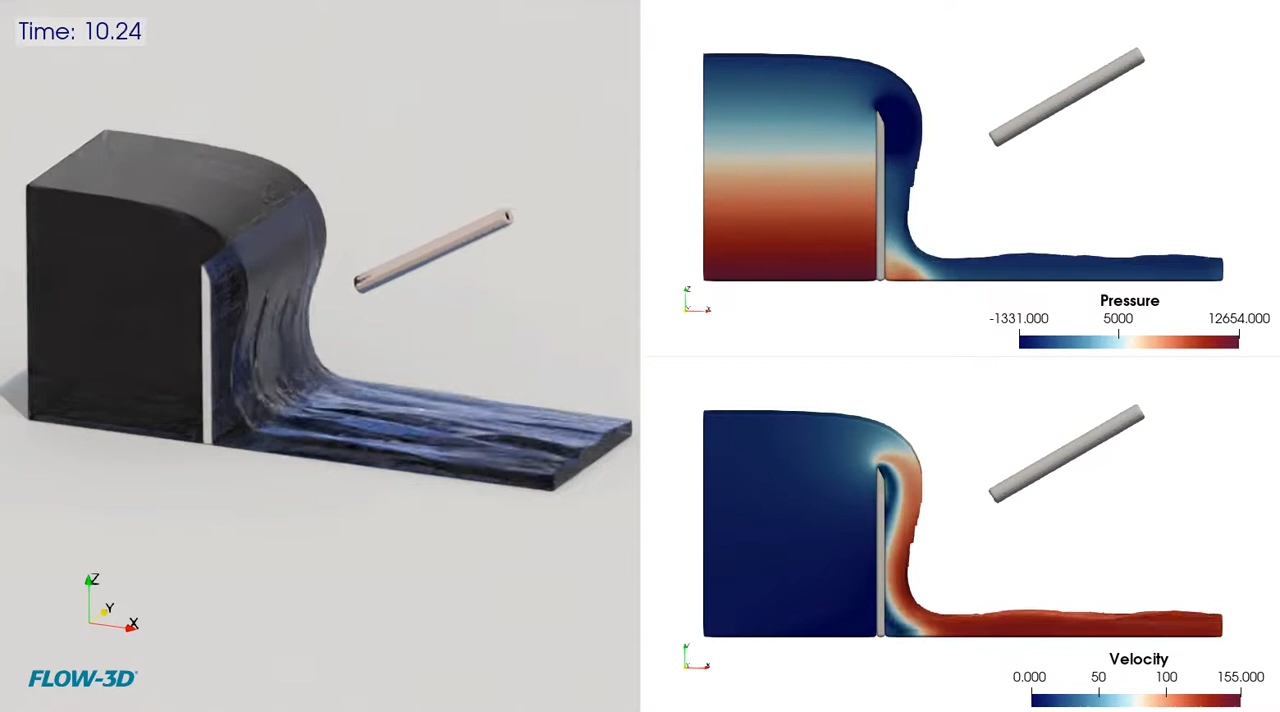 Time: 10.24
Z
Y
X
FLOW-3D®
Pressure
-1331.000 5000 12654.000
Velocity
0.000 50 100 155.000